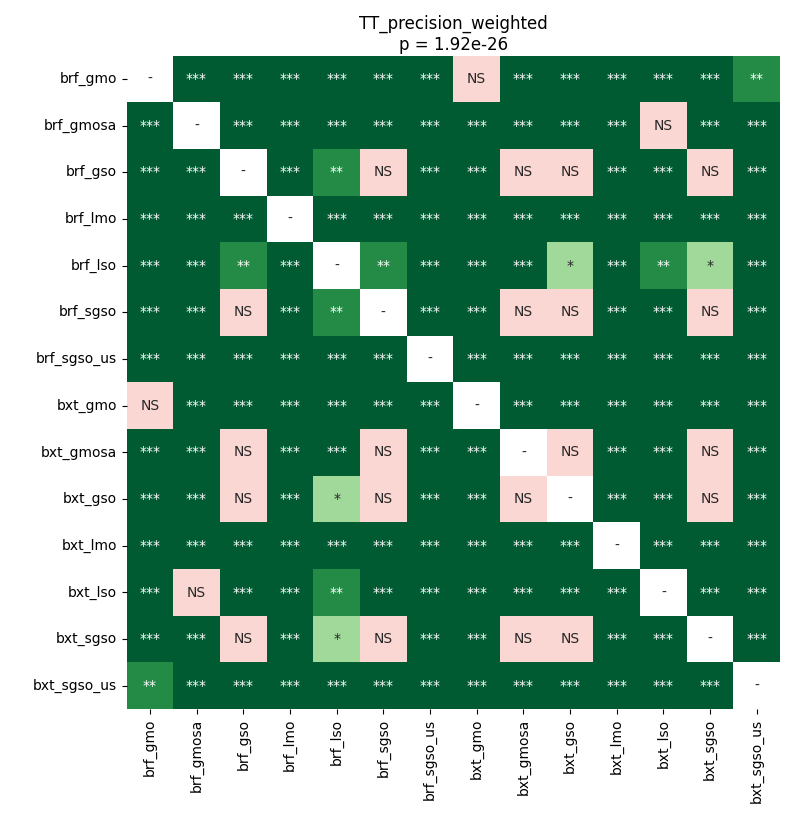 TT_precision_weighted
p = 1.92e-26
brf_gmo - *** *** *** *** *** *** NS *** *** *** *** *** **
brf_gmosa *** - *** *** *** *** *** *** *** *** *** NS *** ***
brf_gso *** *** - *** ** NS *** *** NS NS *** *** NS ***
brf_lmo *** *** *** - *** *** *** *** *** *** *** *** *** ***
brf_lso *** *** ** *** - ** *** *** *** * *** ** * ***
brf_sgso *** *** NS *** ** - *** *** NS NS *** *** NS ***
brf_sgso_us *** *** *** *** *** *** - *** *** *** *** *** *** ***
bxt_gmo NS *** *** *** *** *** *** - *** *** *** *** *** ***
bxt_gmosa *** *** NS *** *** NS *** *** - NS *** *** NS ***
bxt_gso *** *** NS *** * NS *** *** NS - *** *** NS ***
bxt_lmo *** *** *** *** *** *** *** *** *** *** - *** *** ***
bxt_lso *** NS *** *** ** *** *** *** *** *** *** - *** ***
bxt_sgso *** *** NS *** * NS *** *** NS NS *** *** - ***
bxt_sgso_us ** *** *** *** *** *** *** *** *** *** *** *** *** -
brf_gmo brf_gmosa brf_gso brf_lmo brf_lso brf_sgso brf_sgso_us bxt_gmo bxt_gmosa bxt_gso bxt_lmo bxt_lso bxt_sgso bxt_sgso_us